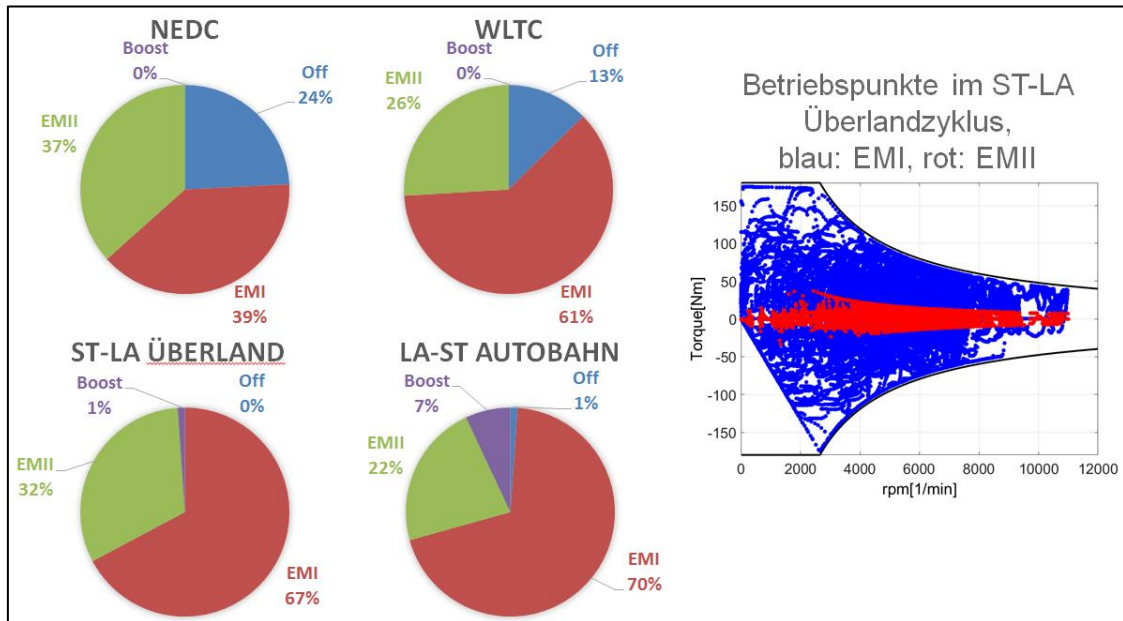 NEDC
Boost
0%
Off
24%
EMII
37%
EMI
39%
WLTC
Boost
0%
Off
13%
EMII
26%
EMI
61%
ST-LA ÜBERLAND
Boost
1%
Off
0%
EMII
32%
EMI
67%
LA-ST AUTOBAHN
Boost
7%
Off
1%
EMII
22%
EMI
70%
Betriebspunkte im ST-LA
Überlandzyklus,
blau: EMI, rot: EMII
Torque[Nm]
150
100
50
0
-50
-100
-150
0 2000 4000 6000 8000 10000 12000
rpm[1/min]